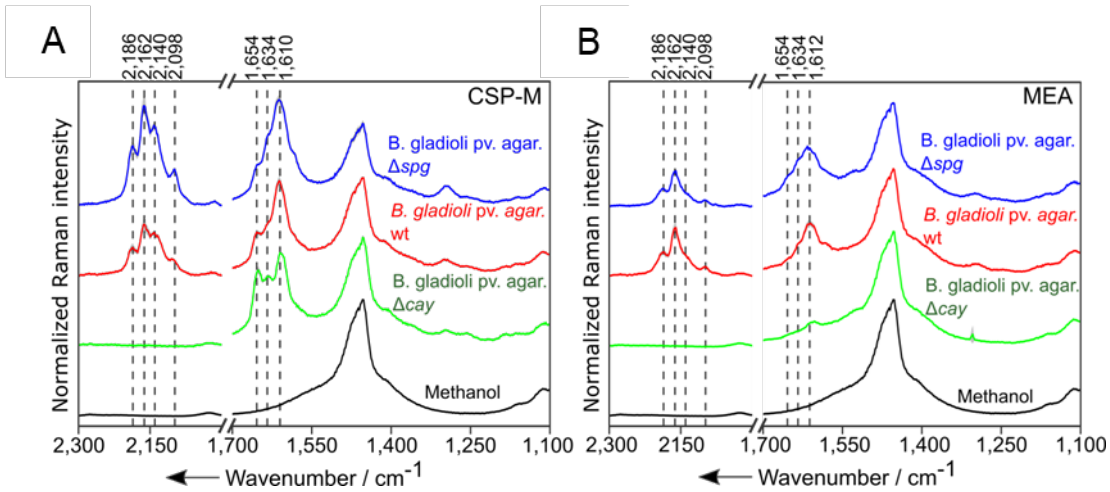 A
2,186
2,162
2,140
2,098
1,654
1,634
1,610
CSP-M
B. gladioli pv. agar.
Δspg
B. gladioli pv. agar.
wt
B. gladioli pv. agar.
Δcay
Methanol
Normalized Raman intensity
2,300
2,150
1,700
1,550
1,400
1,250
1,100
Wavenumber / cm-1
B
2,186
2,162
2,140
2,098
1,654
1,634
1,612
MEA
B. gladioli pv. agar.
Δspg
B. gladioli pv. agar.
wt
B. gladioli pv. agar.
Δcay
Methanol
Normalized Raman intensity
2,300
2,150
1,700
1,550
1,400
1,250
1,100
Wavenumber / cm-1